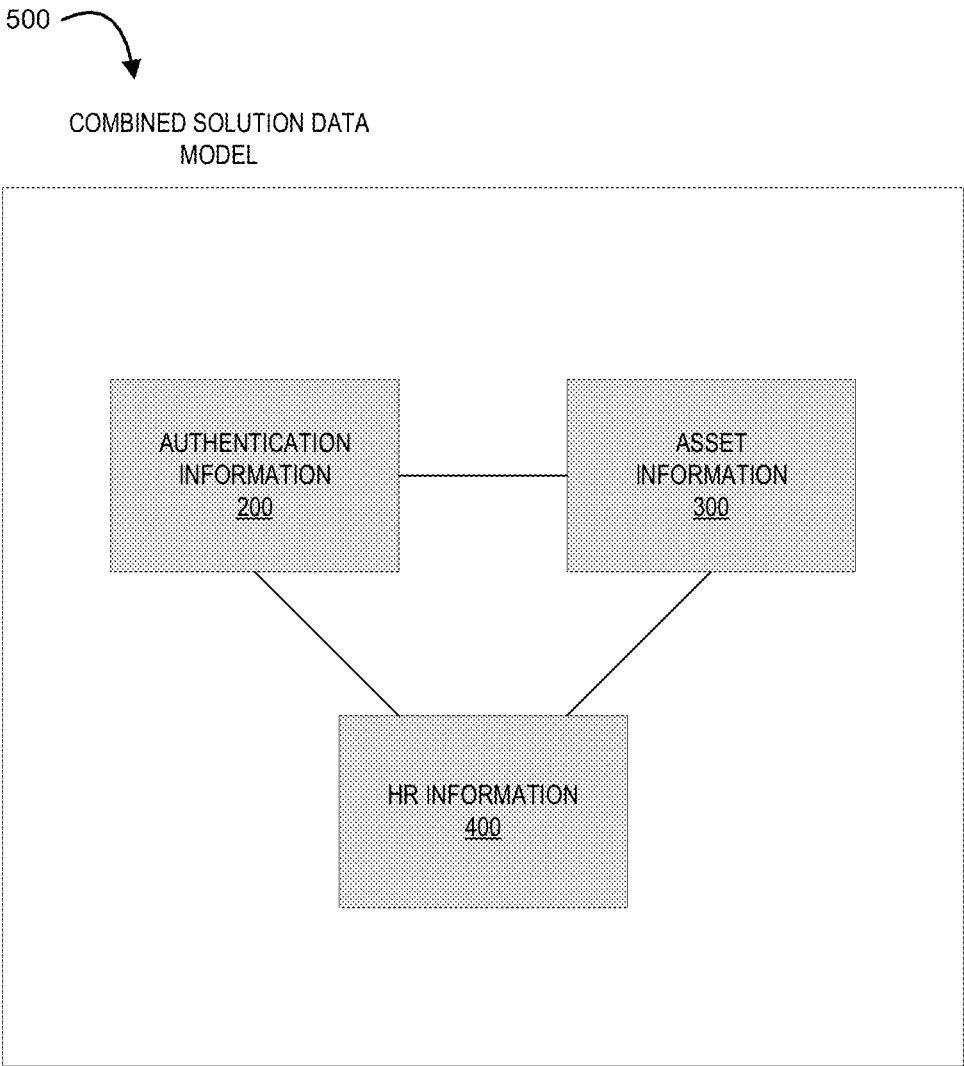 500
COMBINED SOLUTION DATA
MODEL
AUTHENTICATION
INFORMATION
200
ASSET
INFORMATION
300
HR INFORMATION
400